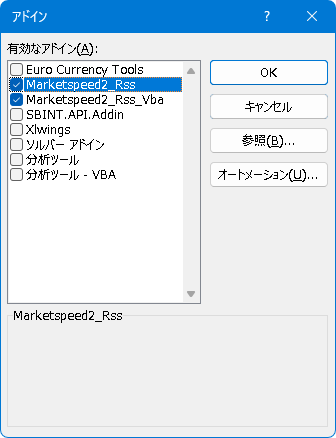 アドイン
?
有効なアドイン(A):
Euro Currency Tools
Marketspeed2_Rss
Marketspeed2_Rss_Vba
SBINT.API.Addin
Xlwings
ソルバー アドイン
分析ツール
分析ツール - VBA
OK
キャンセル
参照(B)...
オートメーション(U)...
Marketspeed2_Rss